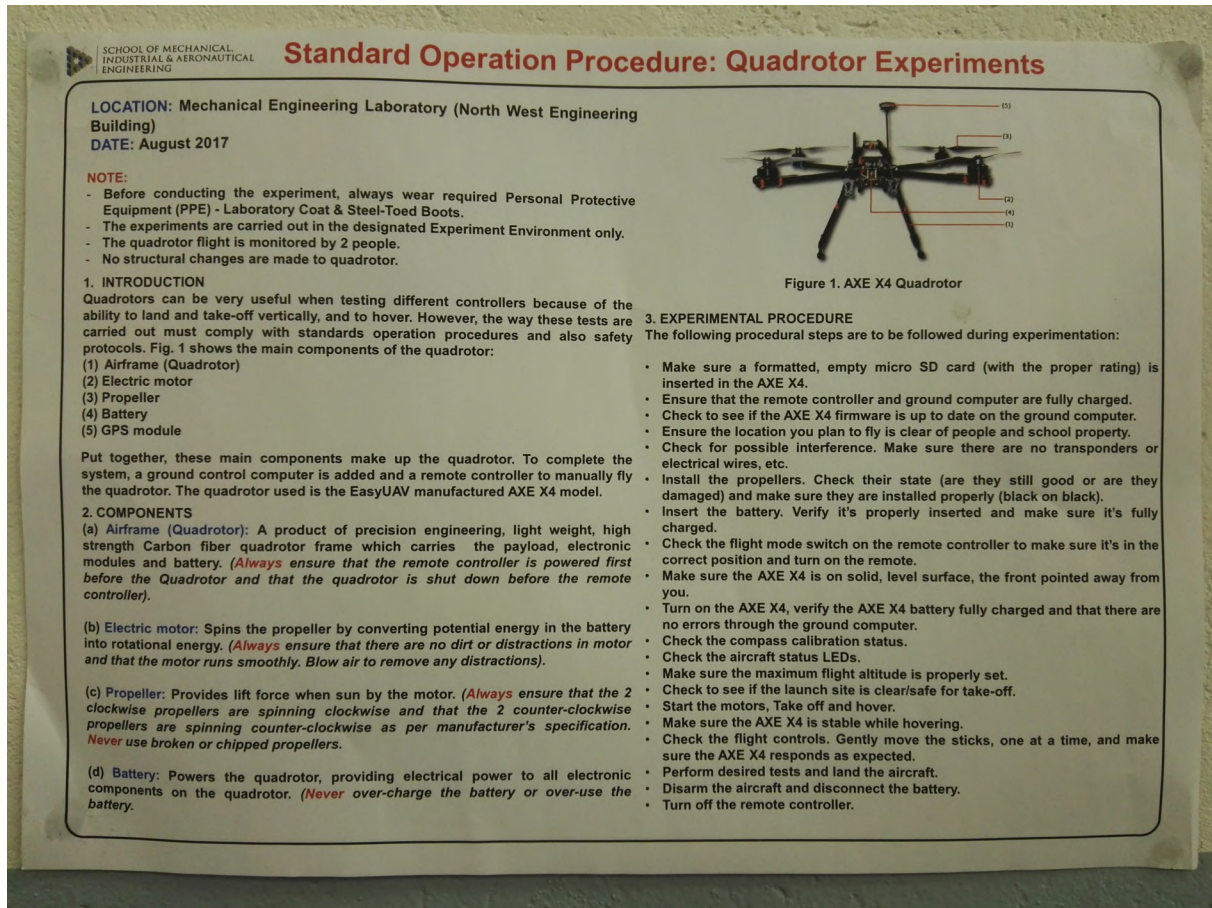 SCHOOL OF MECHANICAL,
INDUSTRIAL & AERONAUTICAL
ENGINEERING
Standard Operation Procedure: Quadrotor Experiments
LOCATION: Mechanical Engineering Laboratory (North West Engineering
Building)
DATE: August 2017
NOTE:
- Before conducting the experiment, always wear required Personal Protective
Equipment (PPE) - Laboratory Coat & Steel-Toed Boots.
- The experiments are carried out in the designated Experiment Environment only.
- The quadrotor flight is monitored by 2 people.
- No structural changes are made to quadrotor.
1. INTRODUCTION
Quadrotors can be very useful when testing different controllers because of the
ability to land and take-off vertically, and to hover. However, the way these tests are
carried out must comply with standards operation procedures and also safety
protocols. Fig. 1 shows the main components of the quadrotor:
(1) Airframe (Quadrotor)
(2) Electric motor
(3) Propeller
(4) Battery
(5) GPS module
Put together, these main components make up the quadrotor. To complete the
system, a ground control computer is added and a remote controller to manually fly
the quadrotor. The quadrotor used is the EasyUAV manufactured AXE X4 model.
2. COMPONENTS
(a) Airframe (Quadrotor): A product of precision engineering, light weight, high
strength Carbon fiber quadrotor frame which carries the payload, electronic
modules and battery. (Always ensure that the remote controller is powered first
before the Quadrotor and that the quadrotor is shut down before the remote
controller).
(b) Electric motor: Spins the propeller by converting potential energy in the battery
into rotational energy. (Always ensure that there are no dirt or distractions in motor
and that the motor runs smoothly. Blow air to remove any distractions).
(c) Propeller: Provides lift force when sun by the motor. (Always ensure that the 2
clockwise propellers are spinning clockwise and that the 2 counter-clockwise
propellers are spinning counter-clockwise as per manufacturer's specification.
Never use broken or chipped propellers.
(d) Battery: Powers the quadrotor, providing electrical power to all electronic
components on the quadrotor. (Never over-charge the battery or over-use the
battery.
(5)
(3)
(2)
(4)
(1)
Figure 1. AXE X4 Quadrotor
3. EXPERIMENTAL PROCEDURE
The following procedural steps are to be followed during experimentation:
• Make sure a formatted, empty micro SD card (with the proper rating) is
inserted in the AXE X4.
• Ensure that the remote controller and ground computer are fully charged.
• Check to see if the AXE X4 firmware is up to date on the ground computer.
• Ensure the location you plan to fly is clear of people and school property.
• Check for possible interference. Make sure there are no transponders or
electrical wires, etc.
• Install the propellers. Check their state (are they still good or are they
damaged) and make sure they are installed properly (black on black).
• Insert the battery. Verify it's properly inserted and make sure it's fully
charged.
• Check the flight mode switch on the remote controller to make sure it's in the
correct position and turn on the remote.
• Make sure the AXE X4 is on solid, level surface, the front pointed away from
you.
• Turn on the AXE X4, verify the AXE X4 battery fully charged and that there are
no errors through the ground computer.
• Check the compass calibration status.
• Check the aircraft status LEDs.
• Make sure the maximum flight altitude is properly set.
• Check to see if the launch site is clear/safe for take-off.
• Start the motors, Take off and hover.
• Make sure the AXE X4 is stable while hovering.
• Check the flight controls. Gently move the sticks, one at a time, and make
sure the AXE X4 responds as expected.
• Perform desired tests and land the aircraft.
• Disarm the aircraft and disconnect the battery.
• Turn off the remote controller.